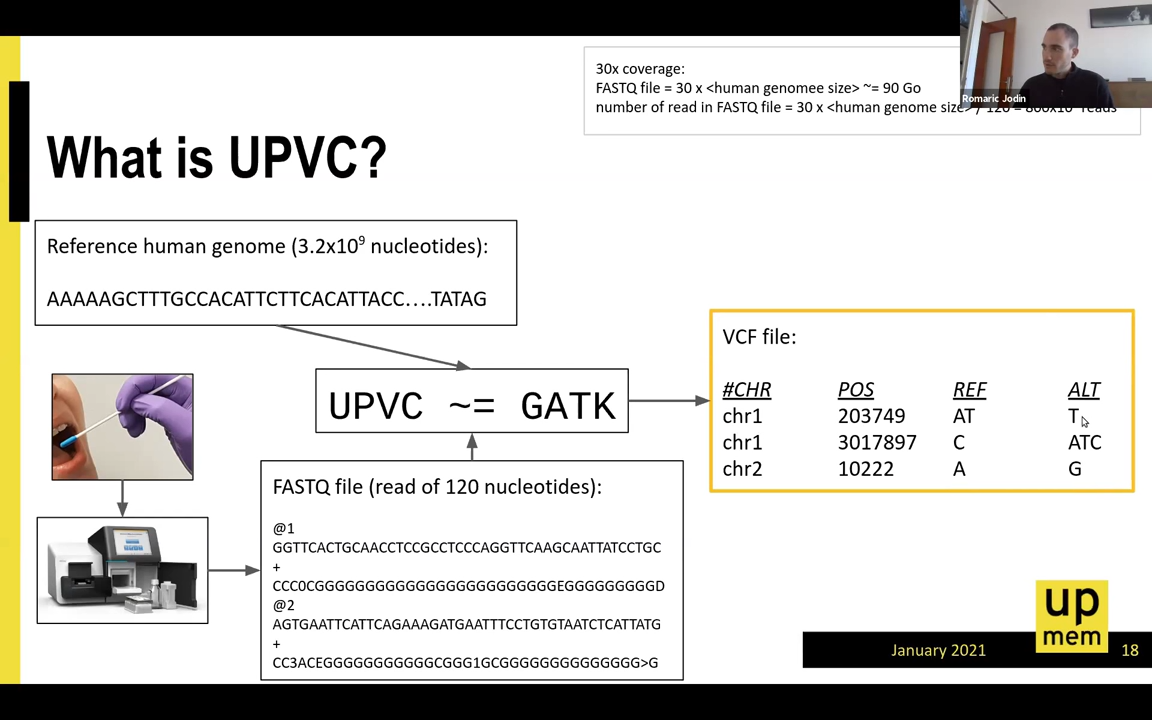 30x coverage:
FASTQ file = 30 x <human genomee size> ~= 90 Go
number of read in FASTQ file = 30 x <human genome size> / 120 = reads
Romaric Jodin
What is UPVC?
Reference human genome (3.2x10⁹ nucleotides):
AAAAAGCTTTGCCACATTCTTCACATTACC....TATAG
UPVC ~= GATK
VCF file:
#CHR POS REF ALT
chr1 203749 AT T
chr1 3017897 C ATC
chr2 10222 A G
FASTQ file (read of 120 nucleotides):
@1
GGTTCACTGCAACCTCCGCCTCCCAGGTTCAAGCAATTATCCTGC
+
CCC0CGGGGGGGGGGGGGGGGGGGGGGGGEGGGGGGGGGD
@2
AGTGAATTCATTCAGAAAGATGAATTTCCTGTGTAATCTCATTATG
+
CC3ACEGGGGGGGGGGGCGGG1GCGGGGGGGGGGGGGG>G
up
mem
January 2021
18